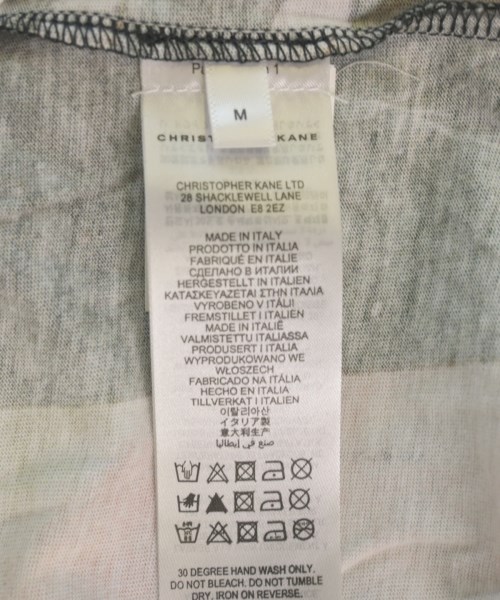 M
CHRIST KANE
CHRISTOPHER KANE LTD
28 SHACKLEWELL LANE
LONDON E8 2EZ
MADE IN ITALY
PRODOTTO IN ITALIA
FABRIQUÉ EN ITALIE
СДЕЛАНО В ИТАЛИИ
HERGESTELLT IN ITALIEN
ΚΑΤΑΣΚΕΥΑΖΕΤΑΙ ΣΤΗΝ ΙΤΑΛΙΑ
VYROBENO V ITÁLII
FREMSTILLET I ITALIEN
MADE IN ITALIË
VALMISTETTU ITALIASSA
PRODUSERT I ITALIA
WYPRODUKOWANO WE
WŁOSZECH
FABRICADO NA ITÁLIA
HECHO EN ITALIA
TILLVERKAT I ITALIEN
이탈리아산
イタリア製
意大利生产
صنع في إيطاليا
30 DEGREE HAND WASH ONLY.
DO NOT BLEACH. DO NOT TUMBLE
DRY. IRON ON REVERSE.